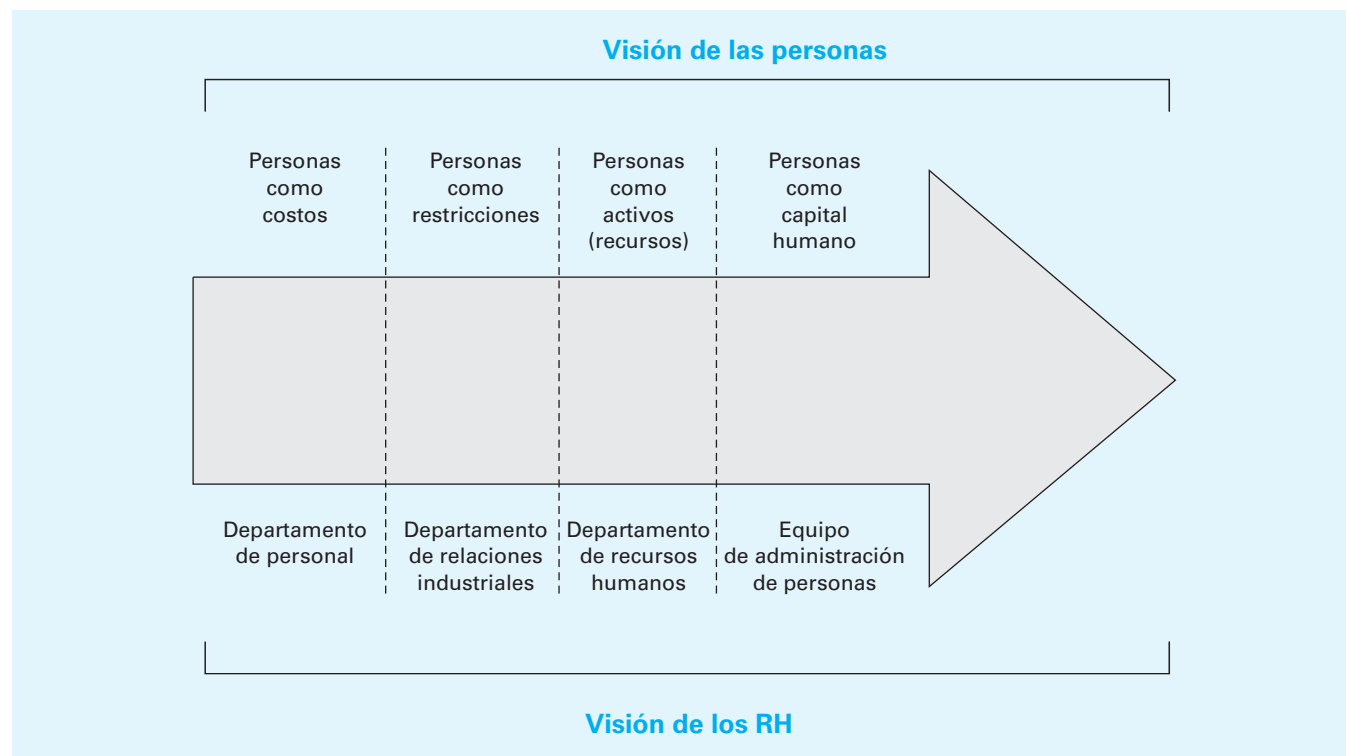 Visión de las personas
Personas
como
costos
Personas
como
restricciones
Personas
como
activos
(recursos)
Personas
como
capital
humano
Departamento
de personal
Departamento
de relaciones
industriales
Departamento
de recursos
humanos
Equipo
de administración
de personas
Visión de los RH